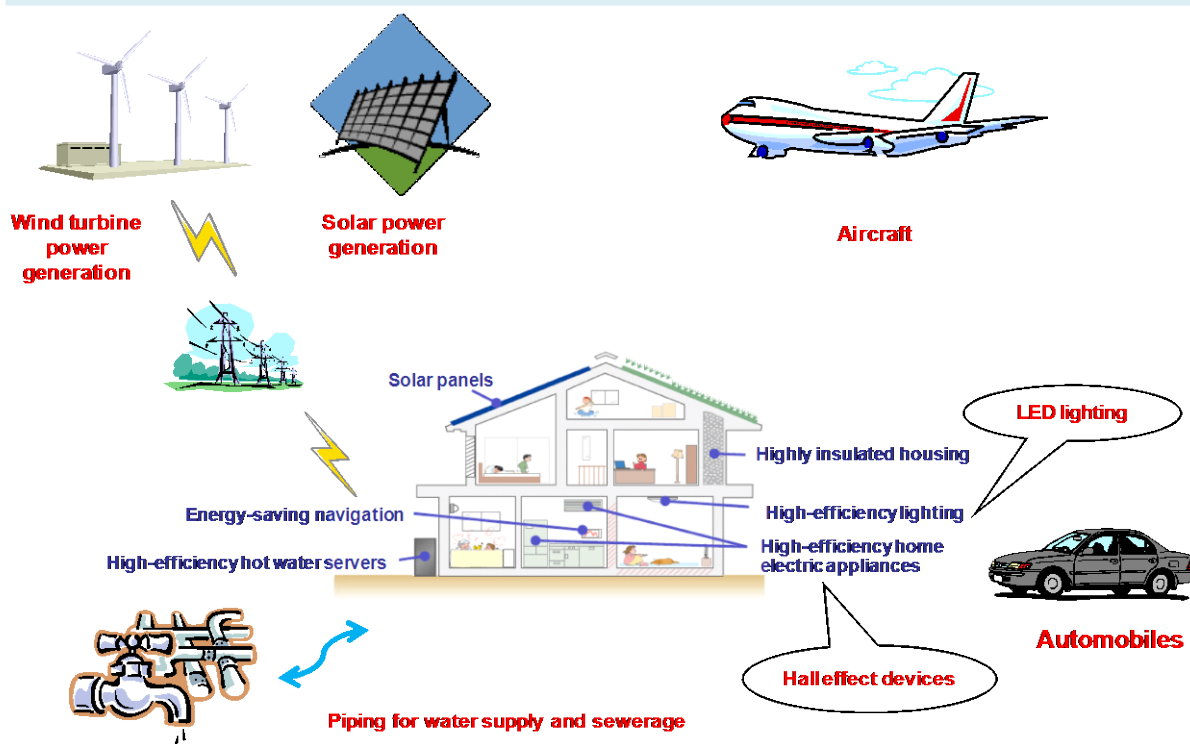 Wind turbine
power
generation
Solar power
generation
Aircraft
Solar panels
LED lighting
Highly insulated housing
Energy-saving navigation
High-efficiency lighting
High-efficiency hot water servers
High-efficiency home
electric appliances
Automobiles
Hall effect devices
Piping for water supply and sewerage